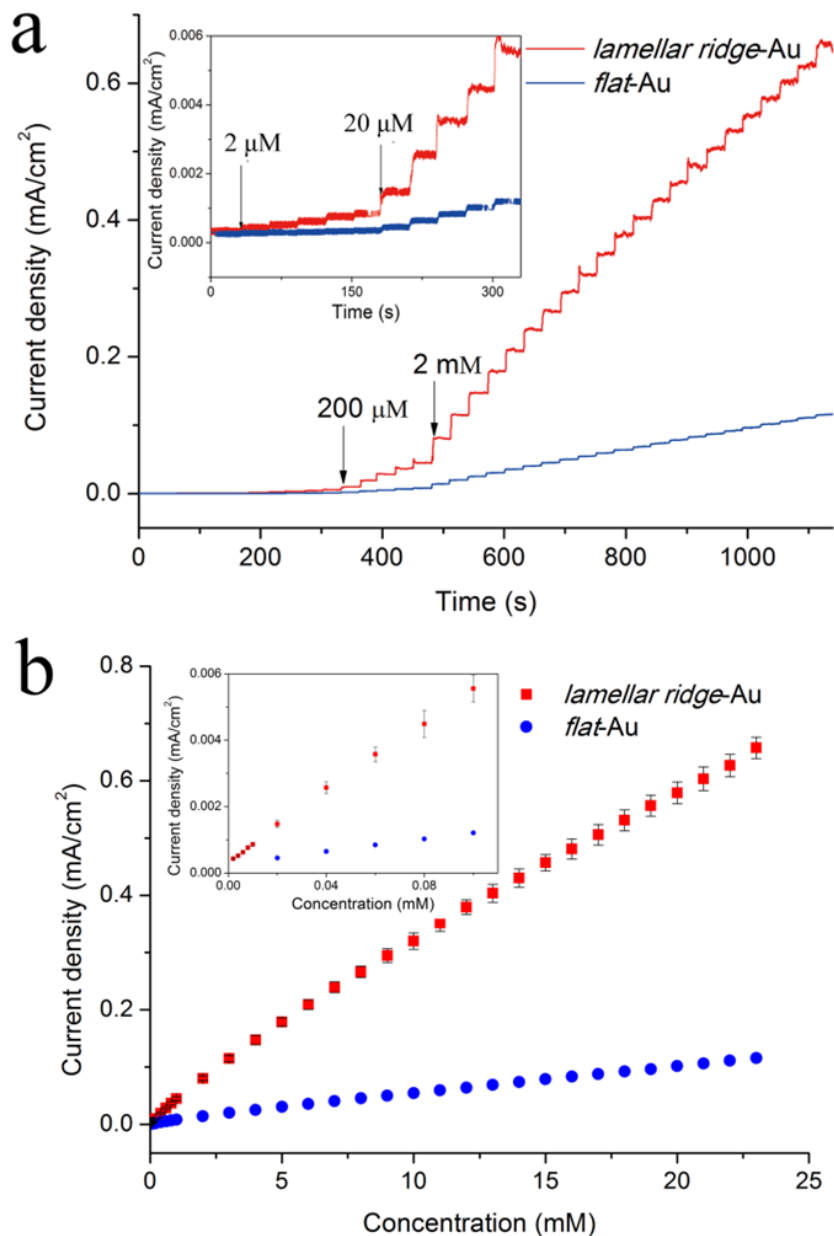 a
lamellar ridge-Au
flat-Au
0.006
0.004
0.002
0.000
Current density (mA/cm²)
2 μM
20 μM
0
150
300
Time (s)
0.6
0.4
0.2
0.0
Current density (mA/cm²)
200 μM
2 mM
0
200
400
600
800
1000
Time (s)
b
lamellar ridge-Au
flat-Au
0.006
0.004
0.002
0.000
Current density (mA/cm²)
0.00
0.04
0.08
Concentration (mM)
0.8
0.6
0.4
0.2
0.0
Current density (mA/cm²)
0
5
10
15
20
25
Concentration (mM)